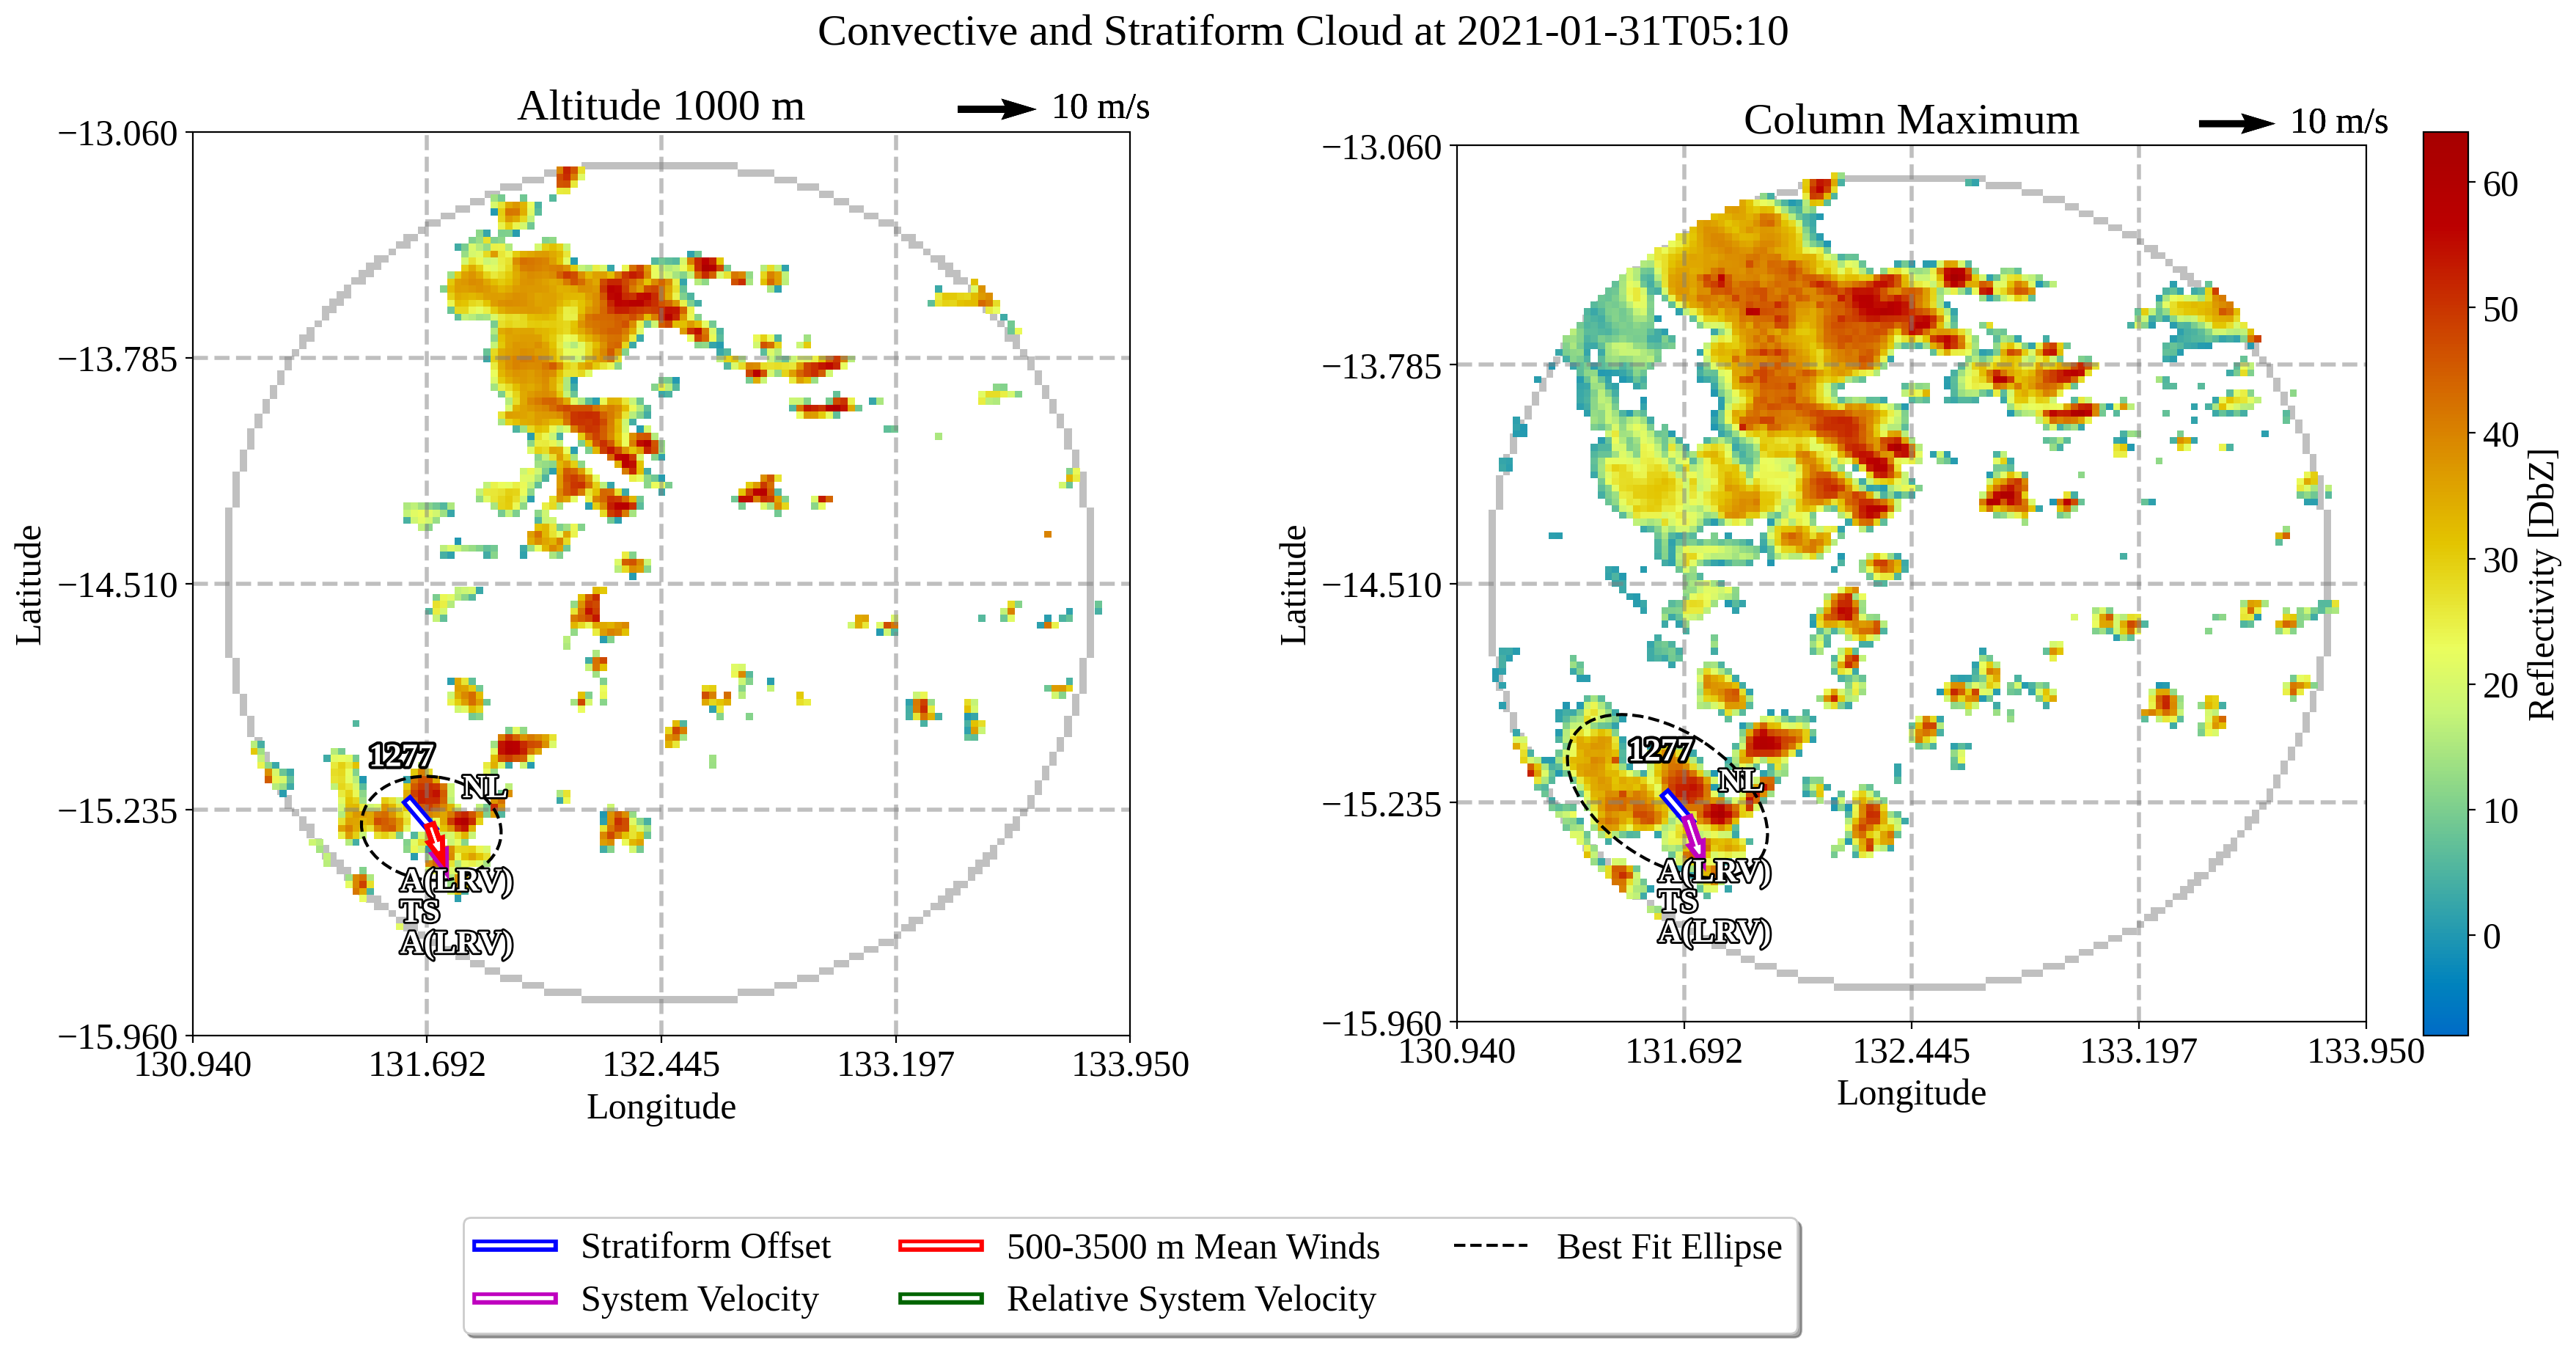 Convective and Stratiform Cloud at 2021-01-31T05:10
Altitude 1000 m
10 m/s
−13.060
−13.785
−14.510
−15.235
−15.960
Latitude
130.940
131.692
132.445
133.197
133.950
Longitude
1277
NL
A(LRV)
TS
A(LRV)
Column Maximum
10 m/s
−13.060
−13.785
−14.510
−15.235
−15.960
Latitude
130.940
131.692
132.445
133.197
133.950
Longitude
1277
NL
A(LRV)
TS
A(LRV)
60
50
40
30
20
10
0
Reflectivity [DbZ]
Stratiform Offset
System Velocity
500-3500 m Mean Winds
Relative System Velocity
Best Fit Ellipse